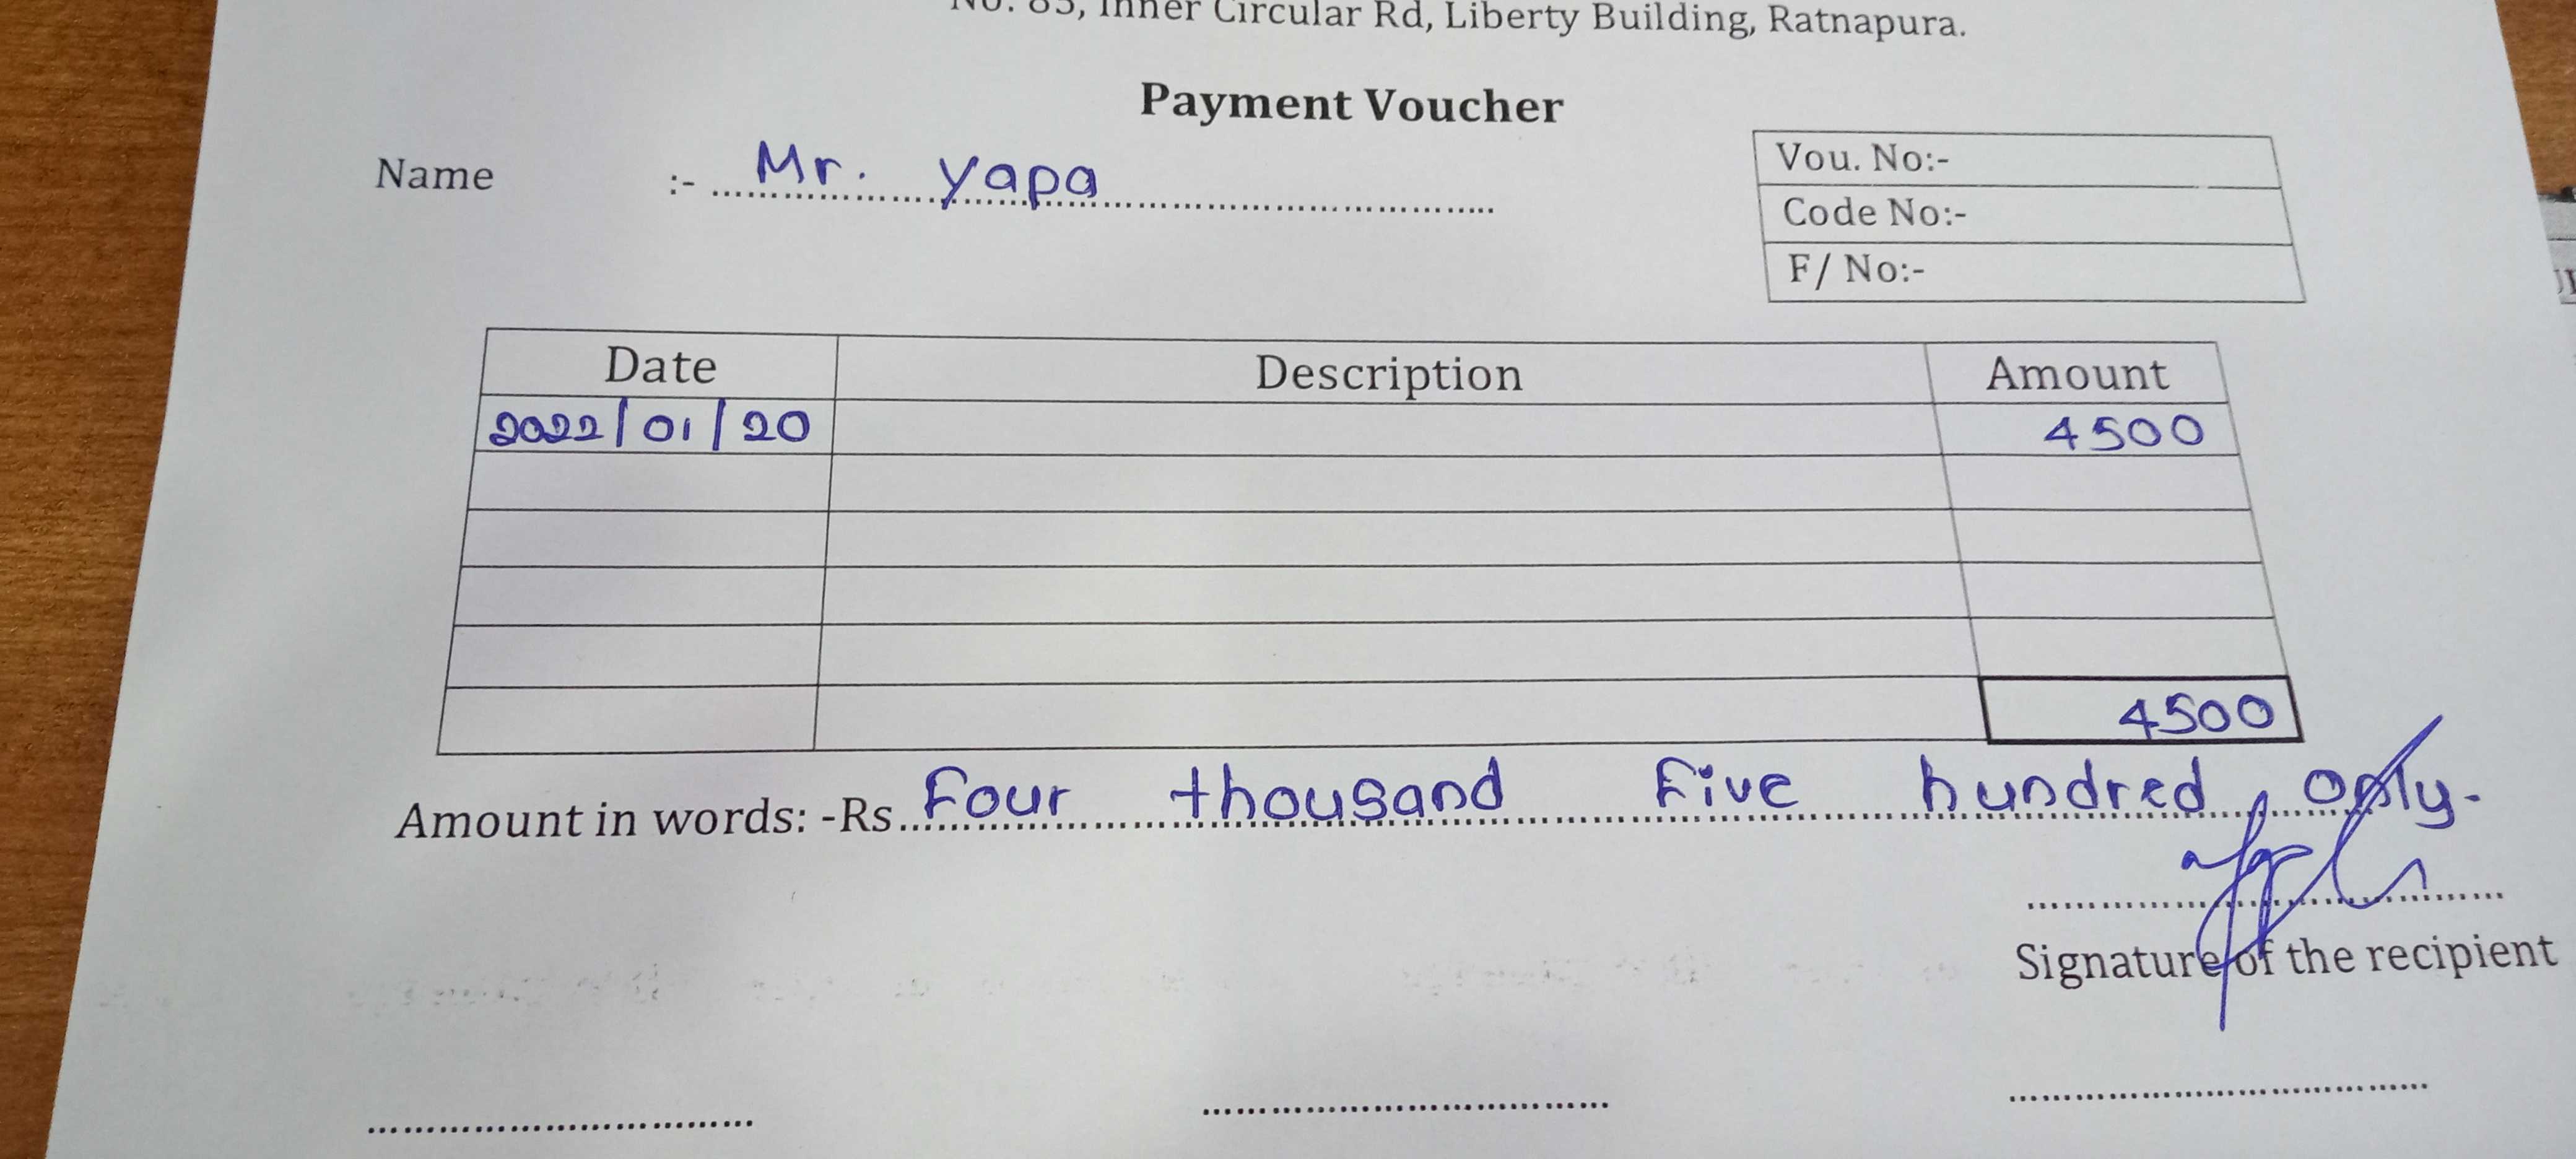 No. 83, Inner Circular Rd, Liberty Building, Ratnapura.
Payment Voucher
Name :- Mr. yapa
Vou. No:-
Code No:-
F/ No:-
Date Description Amount
2022/01/20 4500
4500
Amount in words: -Rs Four thousand Five hundred only.
Signature of the recipient